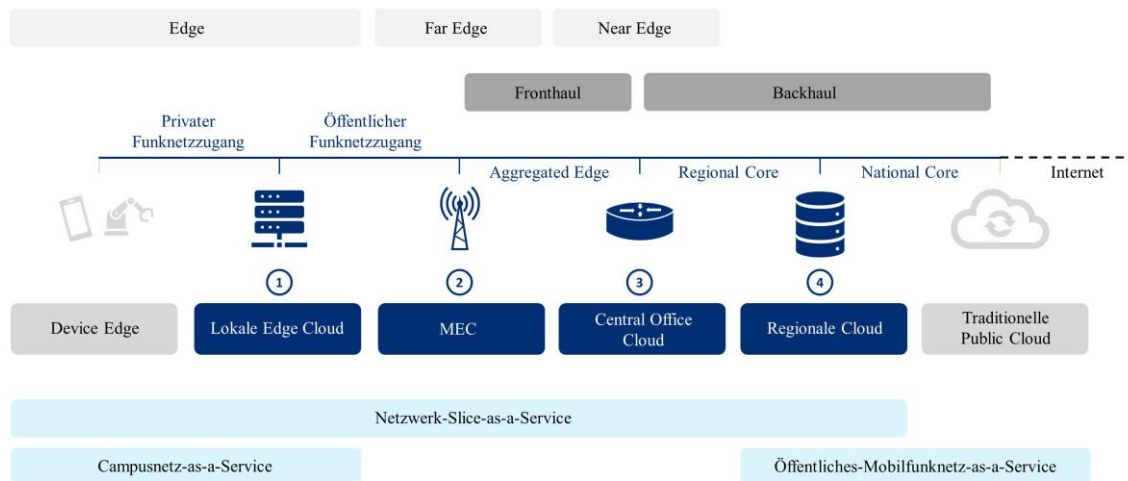 Edge
Far Edge
Near Edge
Fronthaul
Backhaul
Privater
Funknetzzugang
Öffentlicher
Funknetzzugang
Aggregated Edge
Regional Core
National Core
Internet
1
2
3
4
Device Edge
Lokale Edge Cloud
MEC
Central Office
Cloud
Regionale Cloud
Traditionelle
Public Cloud
Netzwerk-Slice-as-a-Service
Campusnetz-as-a-Service
Öffentliches-Mobilfunknetz-as-a-Service